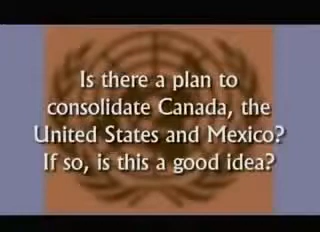 Is there a plan to
consolidate Canada, the
United States and Mexico?
If so, is this a good idea?